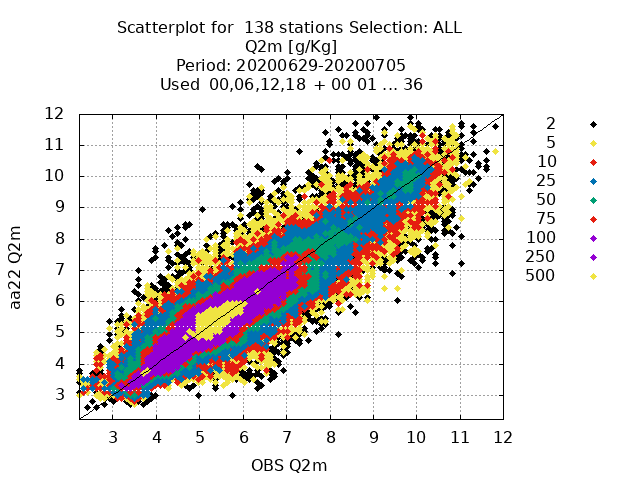 Scatterplot for  138 stations Selection: ALL
Q2m [g/Kg]
Period: 20200629-20200705
Used  00,06,12,18  + 00 01 ... 36
12
11
10
9
8
7
6
5
4
3
aa22 Q2m
3 4 5 6 7 8 9 10 11 12
OBS Q2m
2
5
10
25
50
75
100
250
500